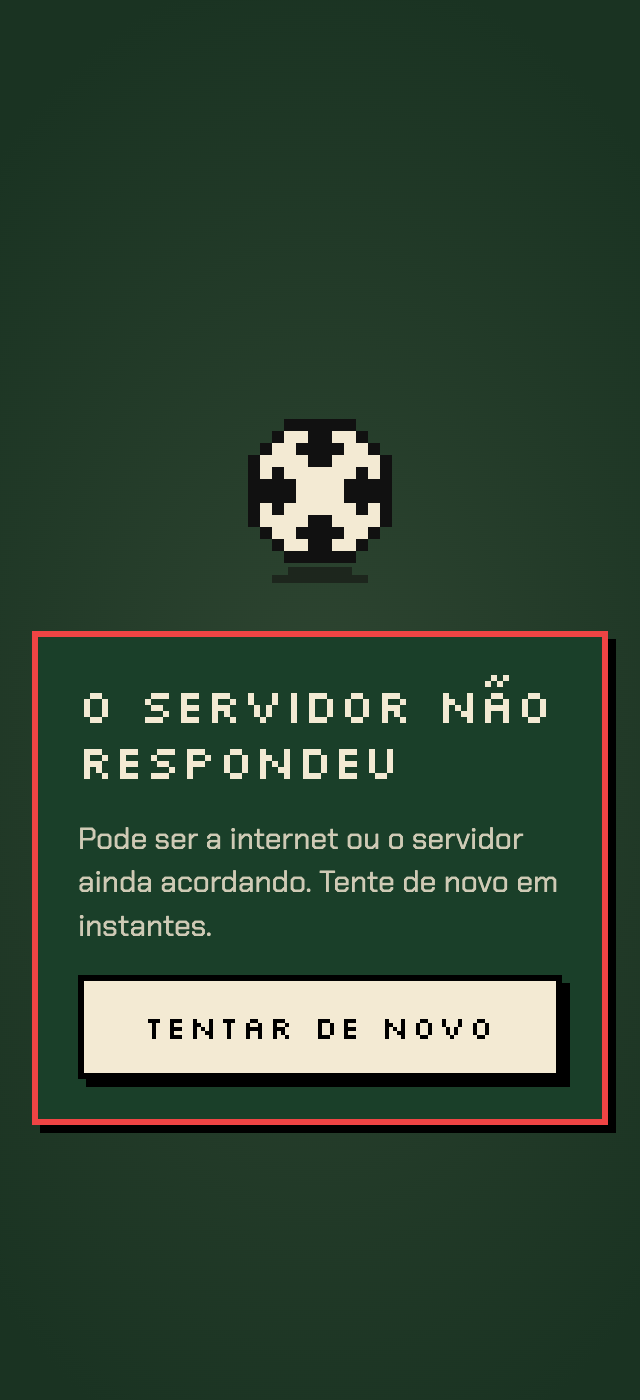 O SERVIDOR NÃO
RESPONDEU
Pode ser a internet ou o servidor
ainda acordando. Tente de novo em
instantes.
TENTAR DE NOVO